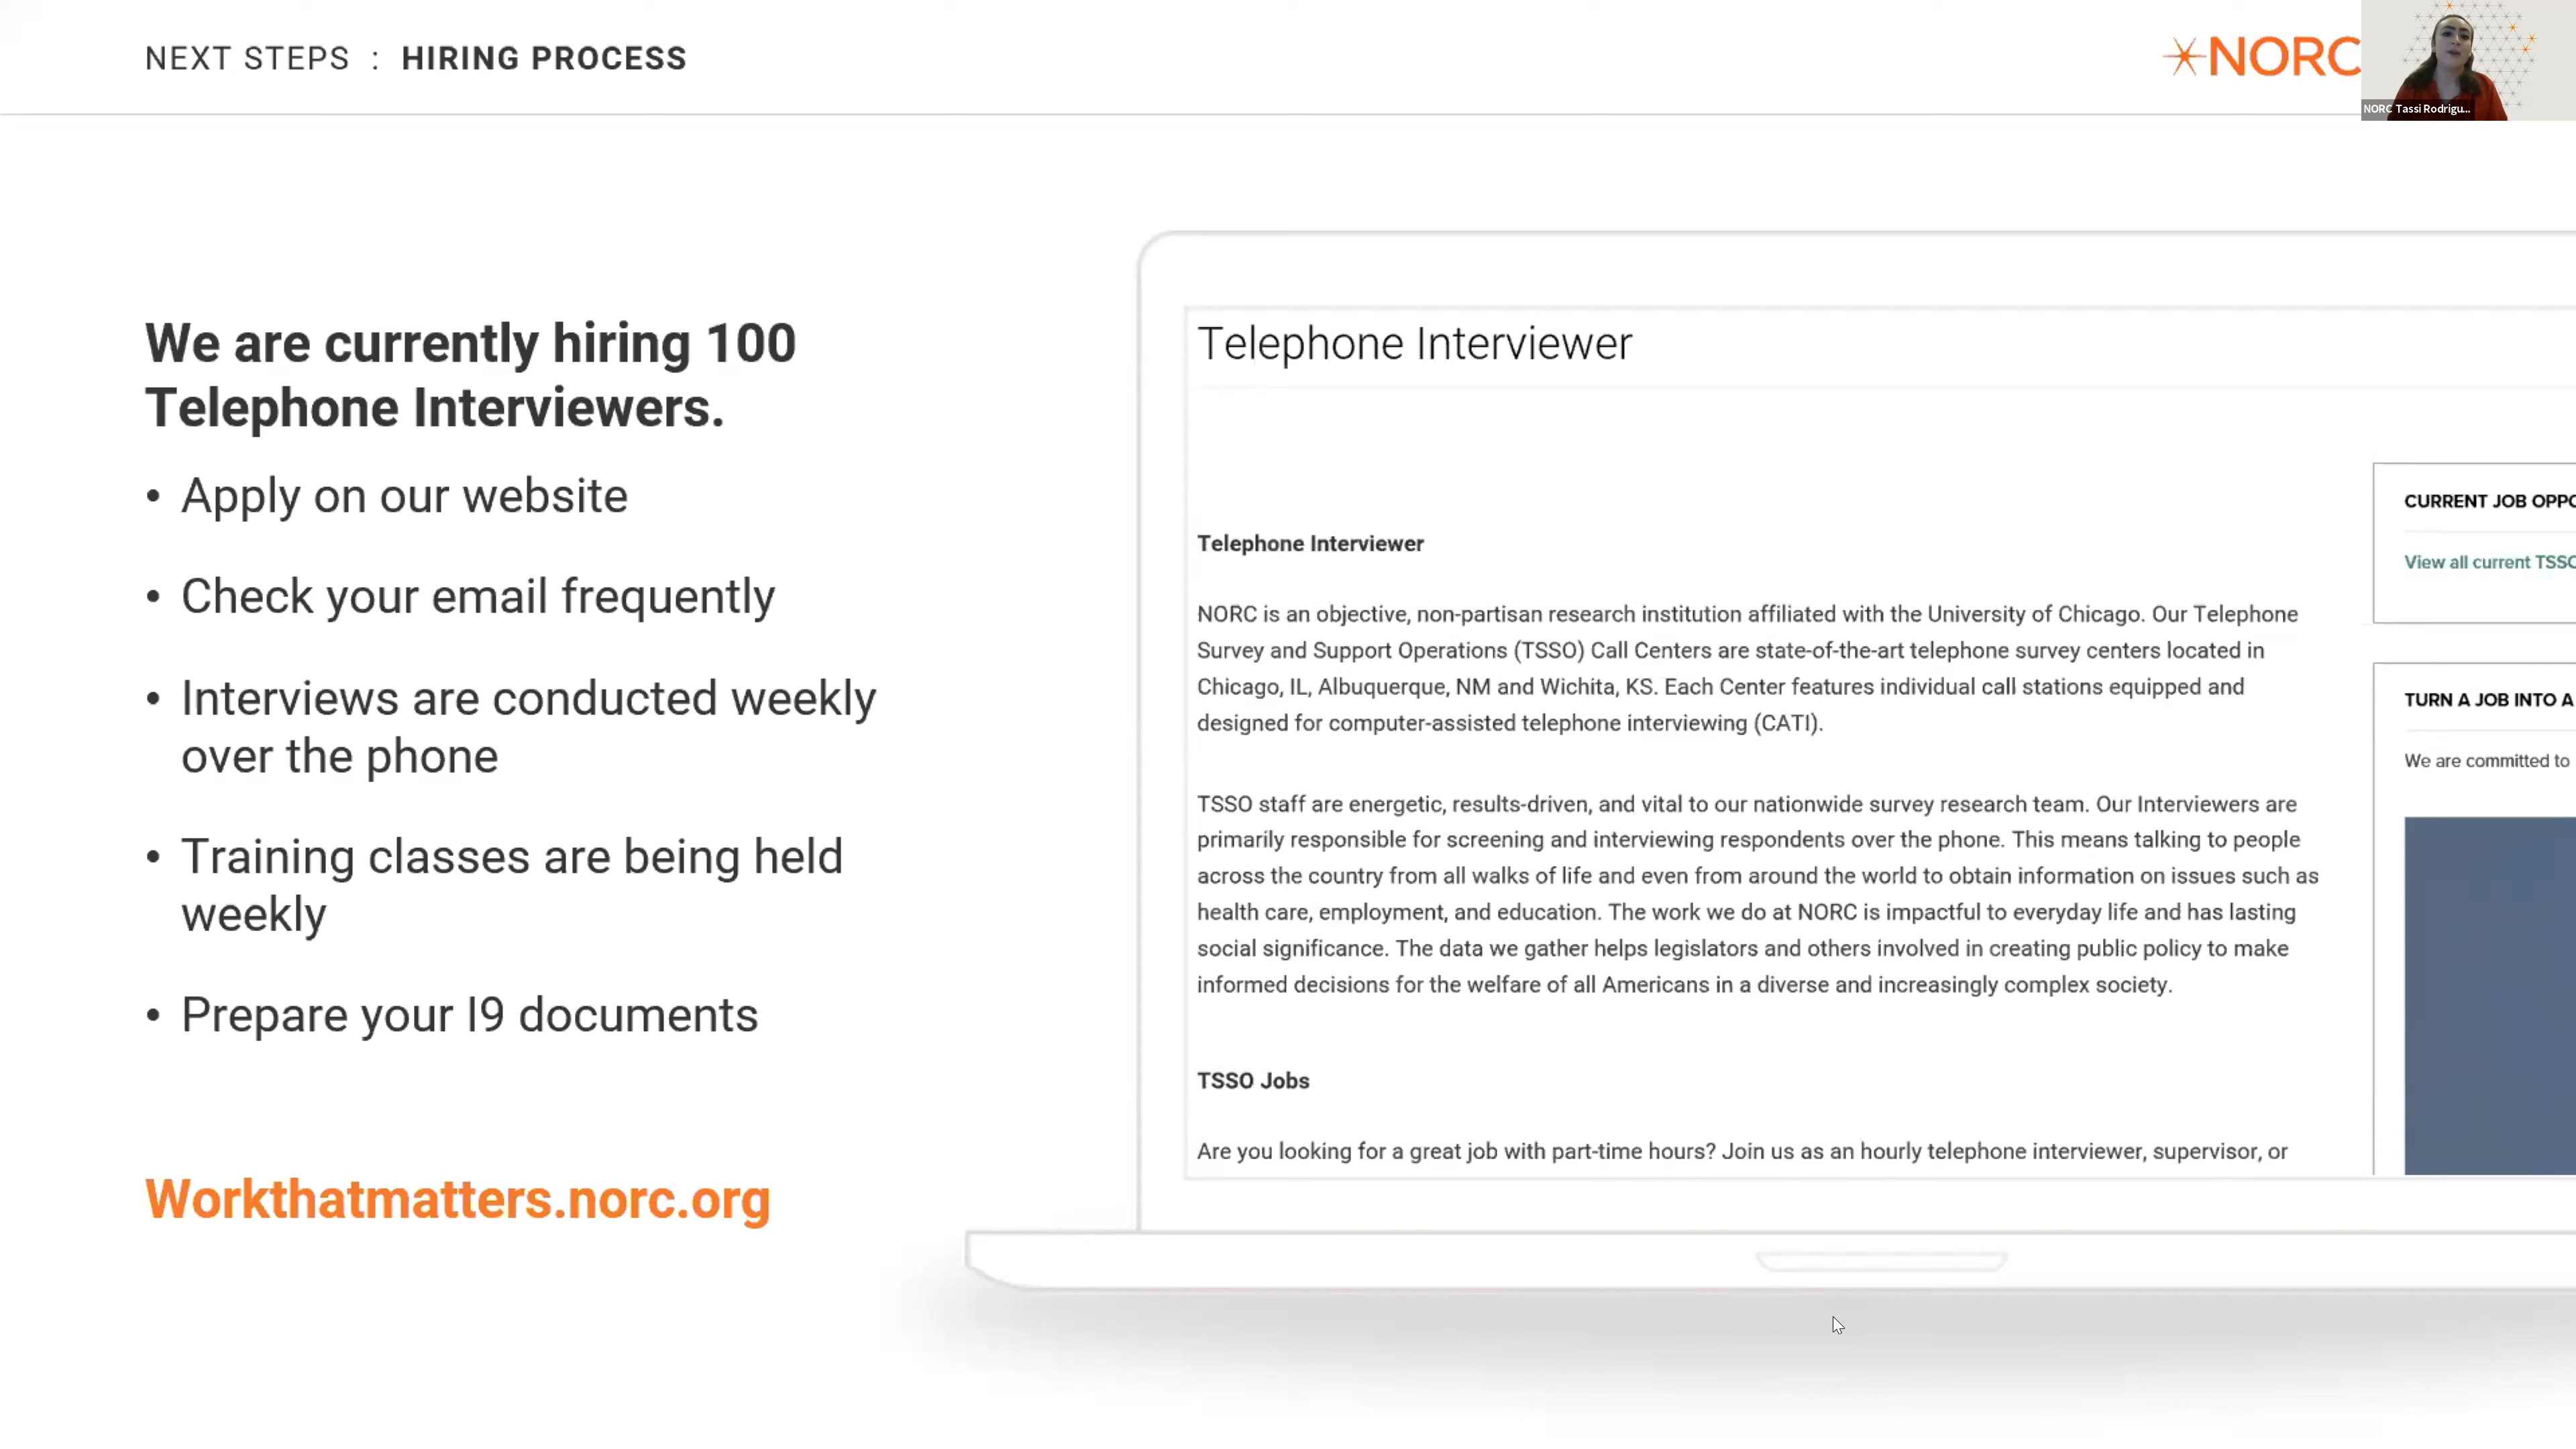 NEXT STEPS : HIRING PROCESS
NORC
NORC Tassi Rodrigu...
We are currently hiring 100
Telephone Interviewers.
• Apply on our website
• Check your email frequently
• Interviews are conducted weekly
over the phone
• Training classes are being held
weekly
• Prepare your I9 documents
Workthatmatters.norc.org
Telephone Interviewer
Telephone Interviewer
NORC is an objective, non-partisan research institution affiliated with the University of Chicago. Our Telephone
Survey and Support Operations (TSSO) Call Centers are state-of-the-art telephone survey centers located in
Chicago, IL, Albuquerque, NM and Wichita, KS. Each Center features individual call stations equipped and
designed for computer-assisted telephone interviewing (CATI).
TSSO staff are energetic, results-driven, and vital to our nationwide survey research team. Our Interviewers are
primarily responsible for screening and interviewing respondents over the phone. This means talking to people
across the country from all walks of life and even from around the world to obtain information on issues such as
health care, employment, and education. The work we do at NORC is impactful to everyday life and has lasting
social significance. The data we gather helps legislators and others involved in creating public policy to make
informed decisions for the welfare of all Americans in a diverse and increasingly complex society.
TSSO Jobs
Are you looking for a great job with part-time hours? Join us as an hourly telephone interviewer, supervisor, or
CURRENT JOB OPPO
View all current TSSO
TURN A JOB INTO A
We are committed to